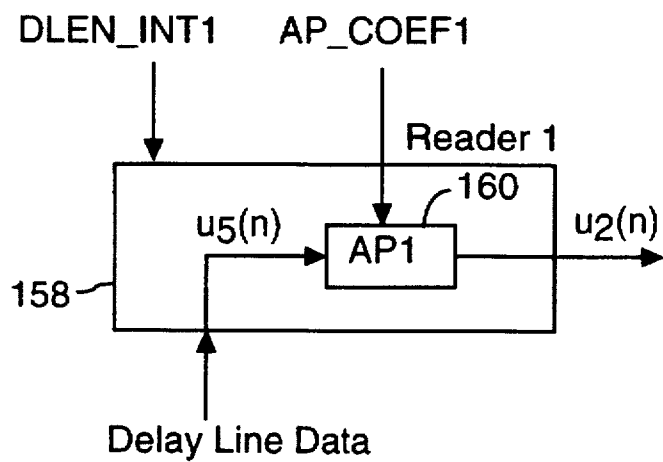 DLEN_INT1
AP_COEF1
Reader 1
160
u5(n)
AP1
u2(n)
158
Delay Line Data